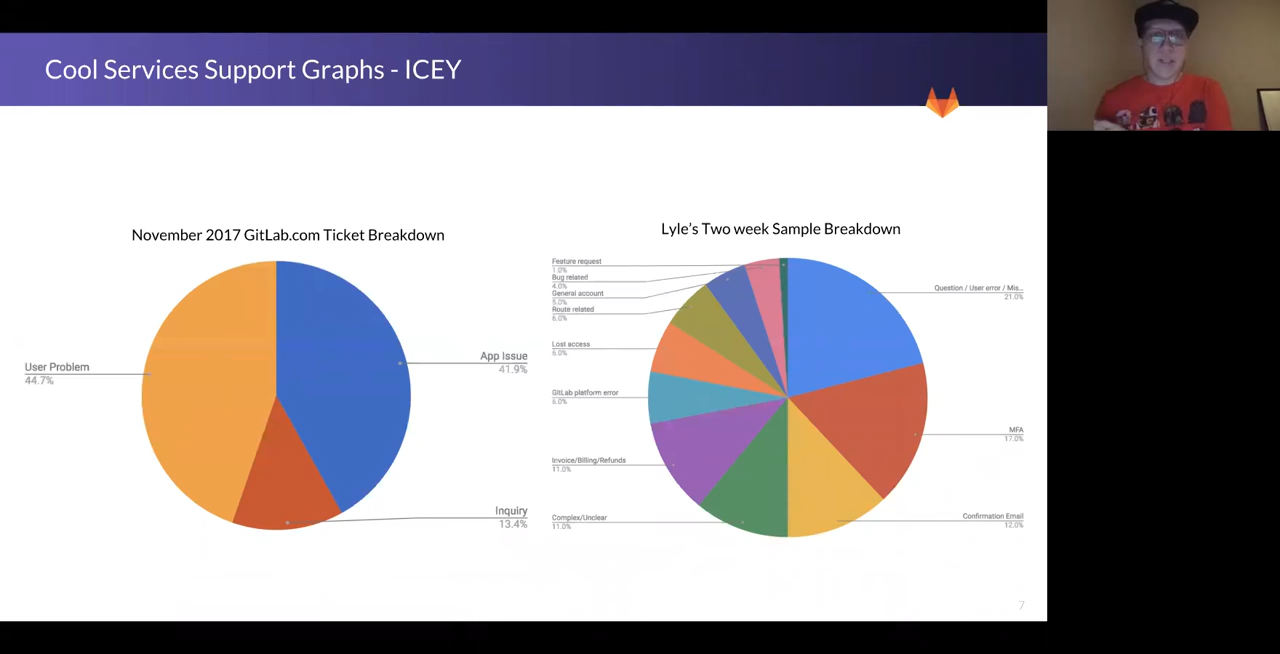 Cool Services Support Graphs - ICEY
November 2017 GitLab.com Ticket Breakdown
User Problem
44.7%
App Issue
41.9%
Inquiry
13.4%
Lyle's Two week Sample Breakdown
Feature request
1.0%
Bug related
4.0%
General account
5.0%
Route related
6.0%
Lost access
6.0%
GitLab platform error
6.0%
Invoice/Billing/Refunds
11.0%
Complex/Unclear
11.0%
Question / User error / Mis...
21.0%
MFA
17.0%
Confirmation Email
12.0%
7